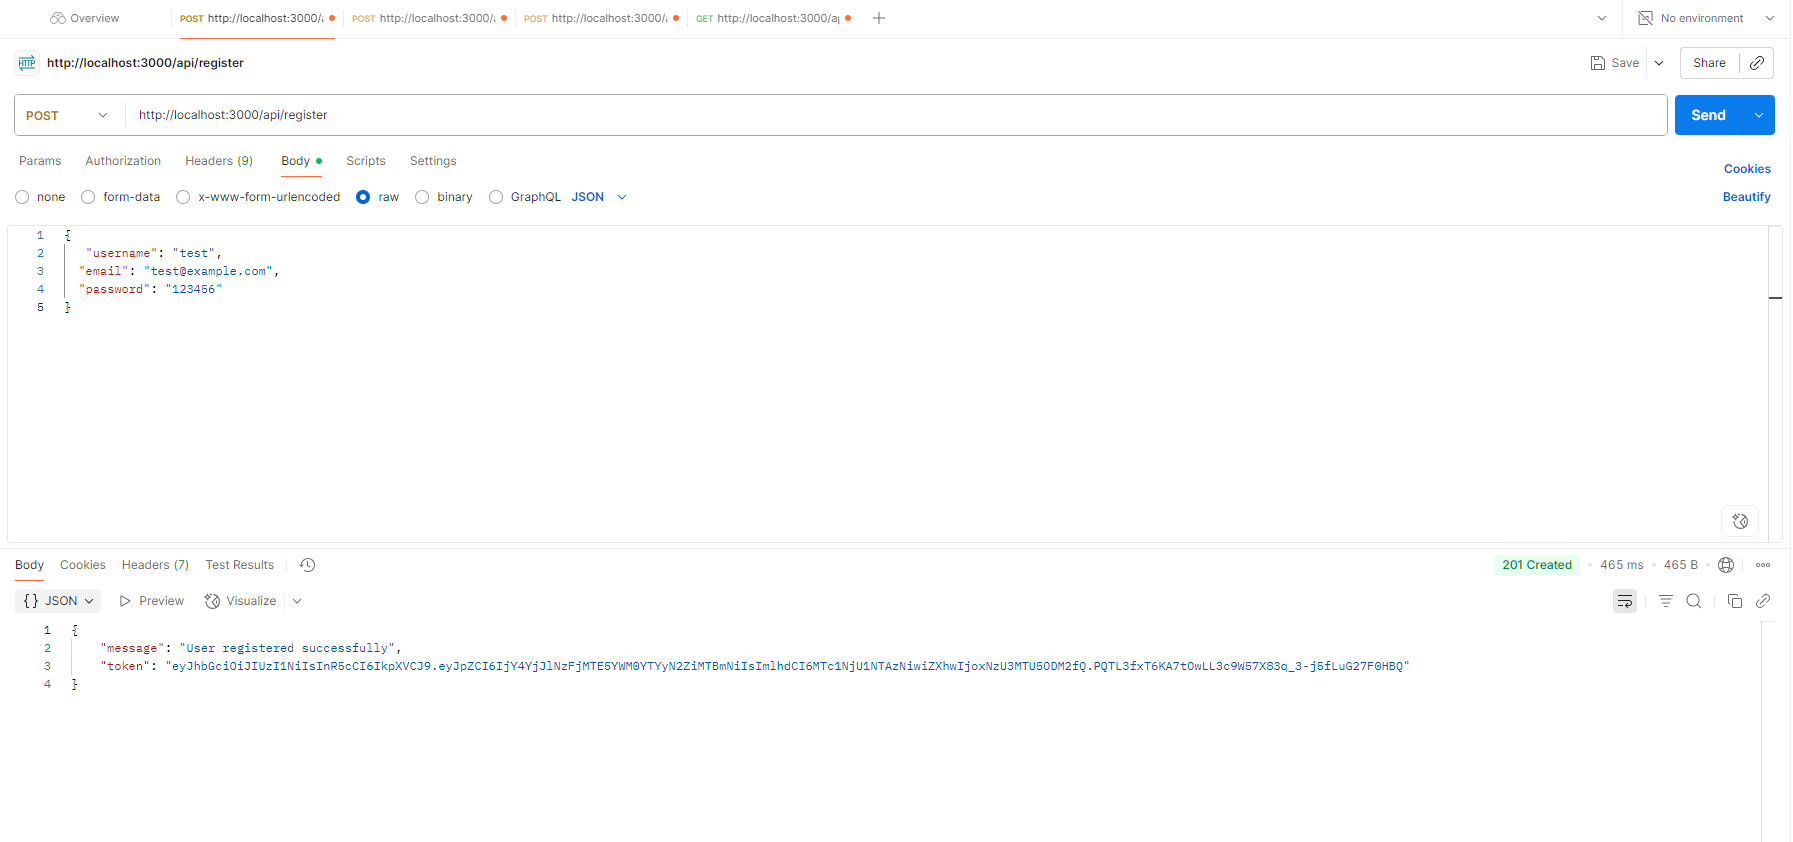 Overview POST http://localhost:3000/a POST http://localhost:3000/a POST http://localhost:3000/a GET http://localhost:3000/ap No environment
HTTP http://localhost:3000/api/register Save Share
POST http://localhost:3000/api/register Send
Params Authorization Headers (9) Body Scripts Settings Cookies
none form-data x-www-form-urlencoded raw binary GraphQL JSON Beautify
1 {
2 "username": "test",
3 "email": "test@example.com",
4 "password": "123456"
5 }
Body Cookies Headers (7) Test Results 201 Created 465 ms 465 B
{} JSON Preview Visualize
1 {
2 "message": "User registered successfully",
3 "token": "eyJhbGciOiJIUzI1NiIsInR5cCI6IkpXVCJ9.eyJpZCI6IjY4YjJlNzFjMTE5YWM0YTYyN2ZiMTBmNiIsImlhdCI6MTc1NjU1NTAzNiwiZXhwIjoxNzU3MTU5ODM2fQ.PQTL3fxT6KA7tOwLL3c9W57X83q_3-j5fLuG27F0HBQ"
4 }